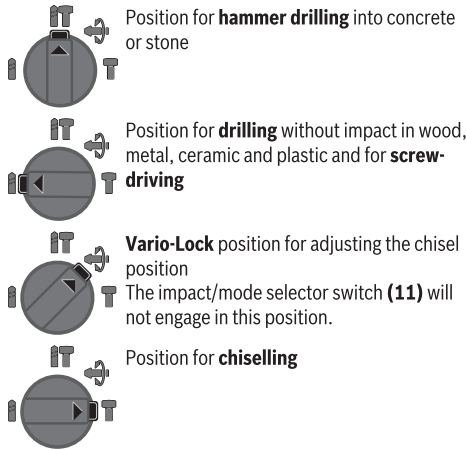 Position for hammer drilling into concrete
or stone
Position for drilling without impact in wood,
metal, ceramic and plastic and for screw-
driving
Vario-Lock position for adjusting the chisel
position
The impact/mode selector switch (11) will
not engage in this position.
Position for chiselling